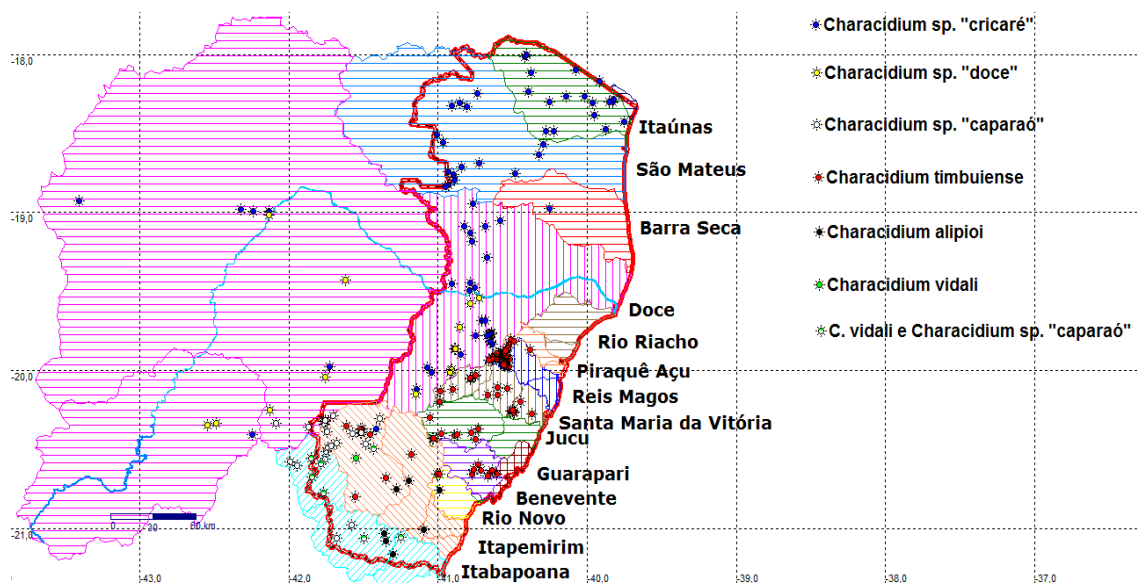 Characidium sp. "cricaré"
-18,0
Characidium sp. "doce"
Itaúnas
Characidium sp. "caparaó"
São Mateus
Characidium timbuiense
-19,0
Barra Seca
Characidium alipioi
Characidium vidali
Doce
Rio Riacho
C. vidali e Characidium sp. "caparaó"
-20,0
Piraquê Açu
Reis Magos
Santa Maria da Vitória
Jucu
Guarapari
Benevente
Rio Novo
-21,0
0 30 60 km
Itapemirim
Itabapoana
-43,0 -42,0 -41,0 -40,0 -39,0 -38,0 -37,0